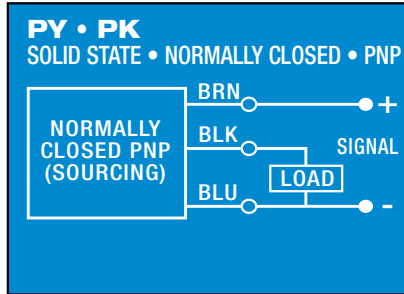 PY • PK
SOLID STATE • NORMALLY CLOSED • PNP
BRN
+
NORMALLY
CLOSED PNP
(SOURCING)
BLK
SIGNAL
LOAD
BLU
-